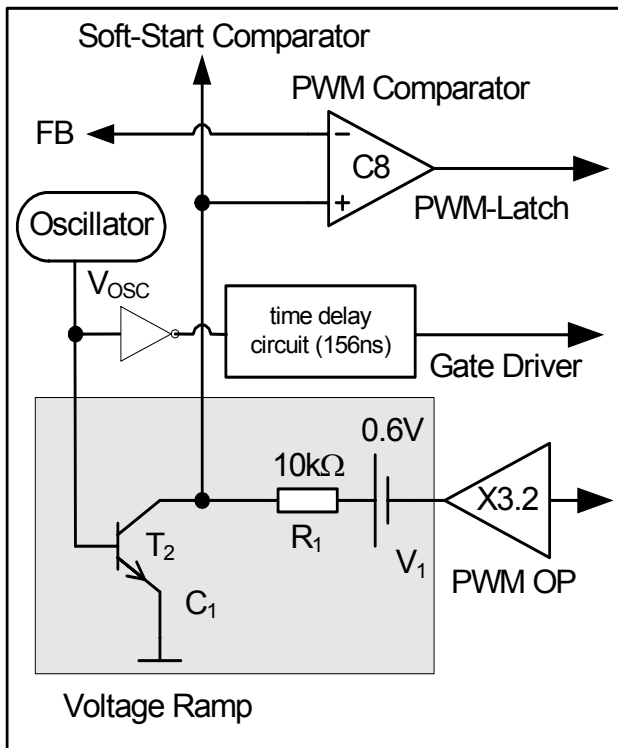 Soft-Start Comparator
PWM Comparator
FB
C8
PWM-Latch
Oscillator
VOSC
time delay
circuit (156ns)
Gate Driver
0.6V
10kΩ
X3.2
R1
T2
V1
C1
PWM OP
Voltage Ramp